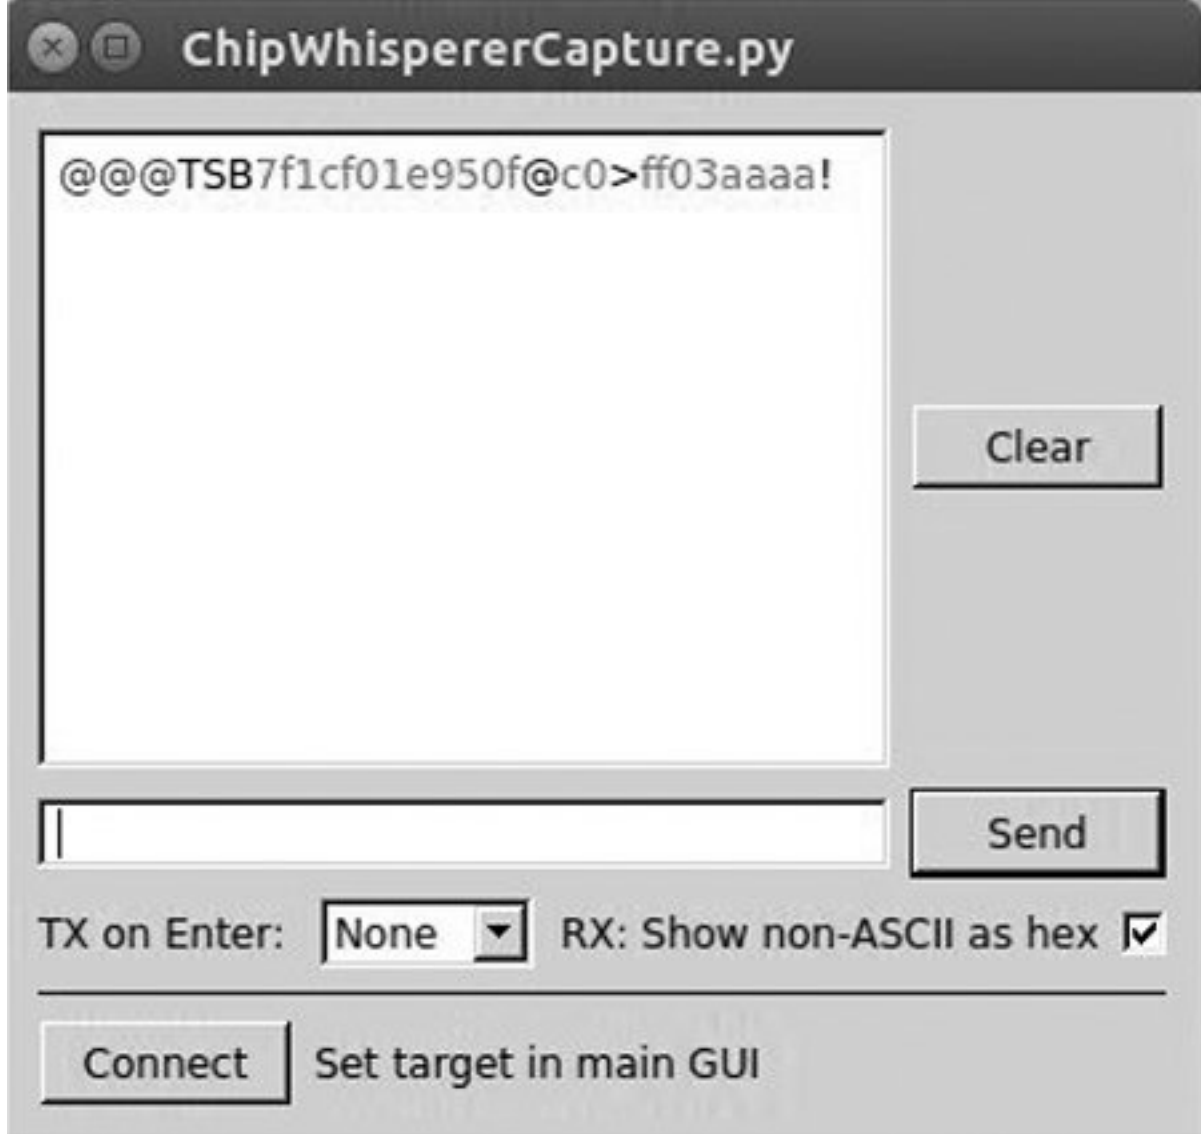 ChipWhispererCapture.py
@@@TSB7f1cf01e950f@c0>ff03aaaa!
Clear
Send
TX on Enter: None RX: Show non-ASCII as hex
Connect Set target in main GUI